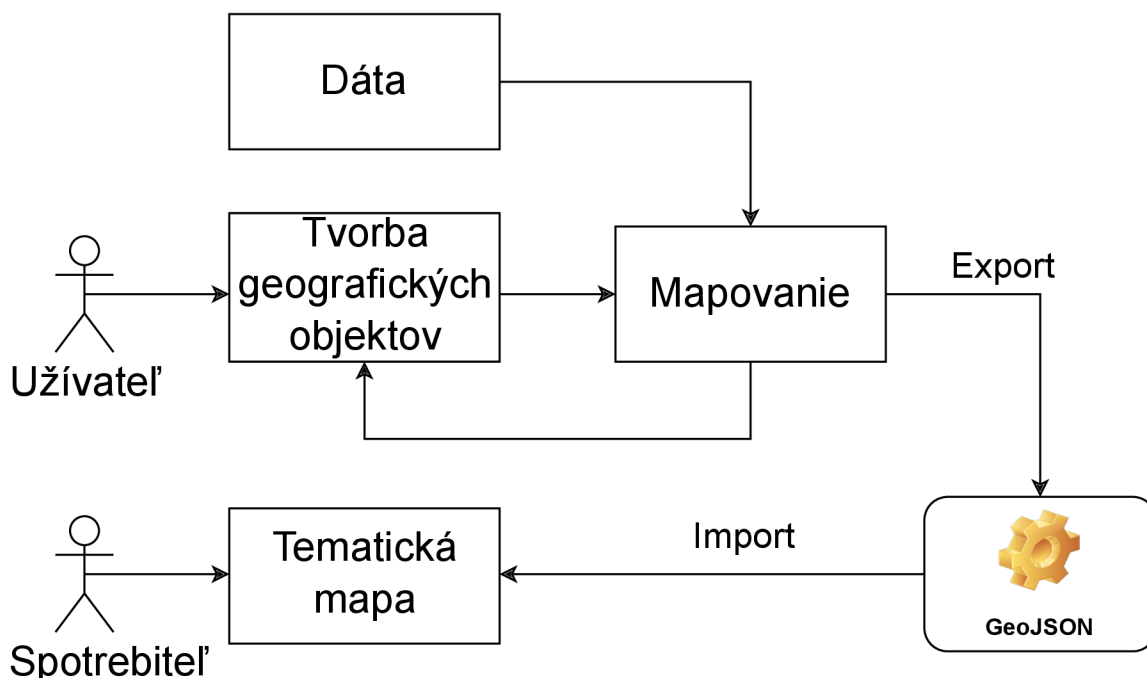 Dáta
Tvorba
geografických
objektov
Mapovanie
Export
Užívateľ
Tematická
mapa
Import
GeoJSON
Spotrebiteľ